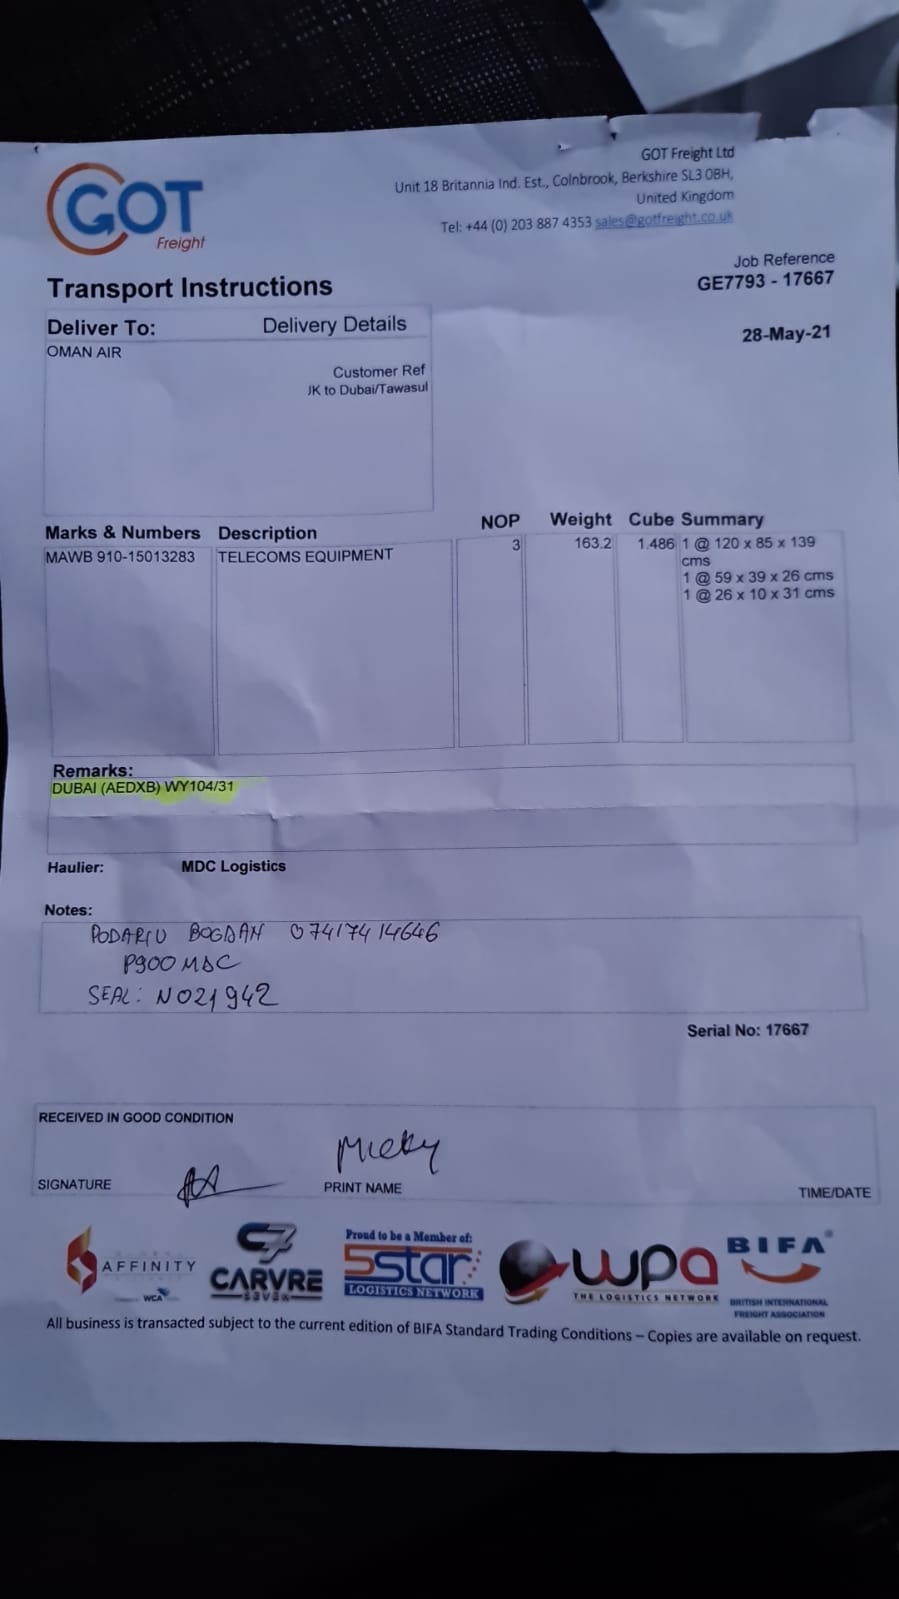 GOT
Freight
GOT Freight Ltd
Unit 18 Britannia Ind. Est., Colnbrook, Berkshire SL3 0BH,
United Kingdom
Tel: +44 (0) 203 887 4353 sales@gotfreight.co.uk
Job Reference
GE7793 - 17667
Transport Instructions
28-May-21
Deliver To: Delivery Details
OMAN AIR
Customer Ref
JK to Dubai/Tawasul
Marks & Numbers Description NOP Weight Cube Summary
MAWB 910-15013283 TELECOMS EQUIPMENT 3 163.2 1.486 1 @ 120 x 85 x 139
cms
1 @ 59 x 39 x 26 cms
1 @ 26 x 10 x 31 cms
Remarks:
DUBAI (AEDXB) WY104/31
Haulier: MDC Logistics
Notes:
PODARIU BOGDAN 07417414646
P900MDC
SEAL: N021942
Serial No: 17667
RECEIVED IN GOOD CONDITION
Micky
SIGNATURE PRINT NAME TIME/DATE
AFFINITY
WCA
C7
CARVRE
SEVEN
Proud to be a Member of:
5star
LOGISTICS NETWORK
wpa
THE LOGISTICS NETWORK
BIFA
BRITISH INTERNATIONAL
FREIGHT ASSOCIATION
All business is transacted subject to the current edition of BIFA Standard Trading Conditions – Copies are available on request.